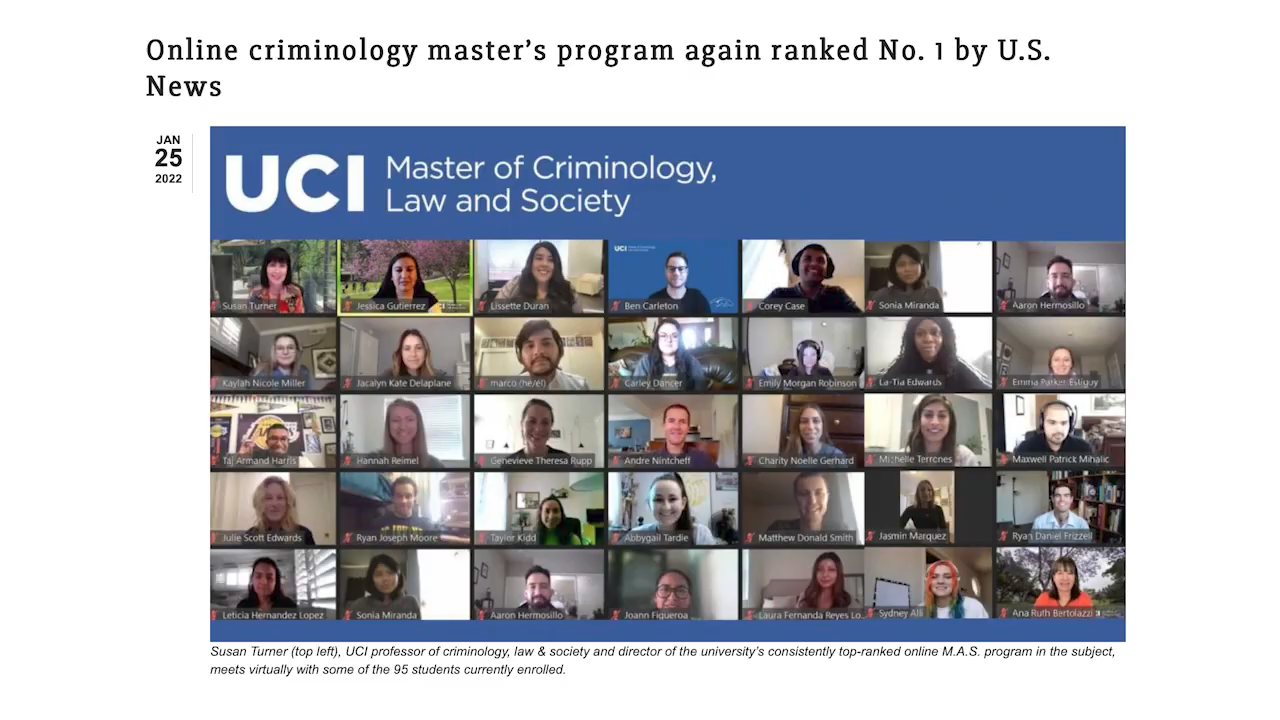 Online criminology master's program again ranked No. 1 by U.S.
News
JAN
25
2022
UCI
Master of Criminology,
Law and Society
UCI
Susan Turner
Jessica Gutierrez
Lissette Duran
Ben Carleton
Corey Case
Sonia Miranda
Aaron Hermosillo
Kaylah Nicole Miller
Jacalyn Kate Delaplane
marco (he/él)
Carley Dancer
Emily Morgan Robinson
La-Tia Edwards
Emma Parker Estiguy
Taj Armand Harris
Hannah Reimel
Genevieve Theresa Rupp
Andre Nintcheff
Charity Noelle Gerhard
Michelle Terrones
Maxwell Patrick Mihalic
Julie Scott Edwards
Ryan Joseph Moore
Taylor Kidd
Abbygail Tardie
Matthew Donald Smith
Jasmin Marquez
Ryan Daniel Frizzell
Leticia Hernandez Lopez
Sonia Miranda
Aaron Hermosillo
Joann Figueroa
Laura Fernanda Reyes Lo...
Sydney Alli
Ana Ruth Bertolazzi
Susan Turner (top left), UCI professor of criminology, law & society and director of the university's consistently top-ranked online M.A.S. program in the subject,
meets virtually with some of the 95 students currently enrolled.